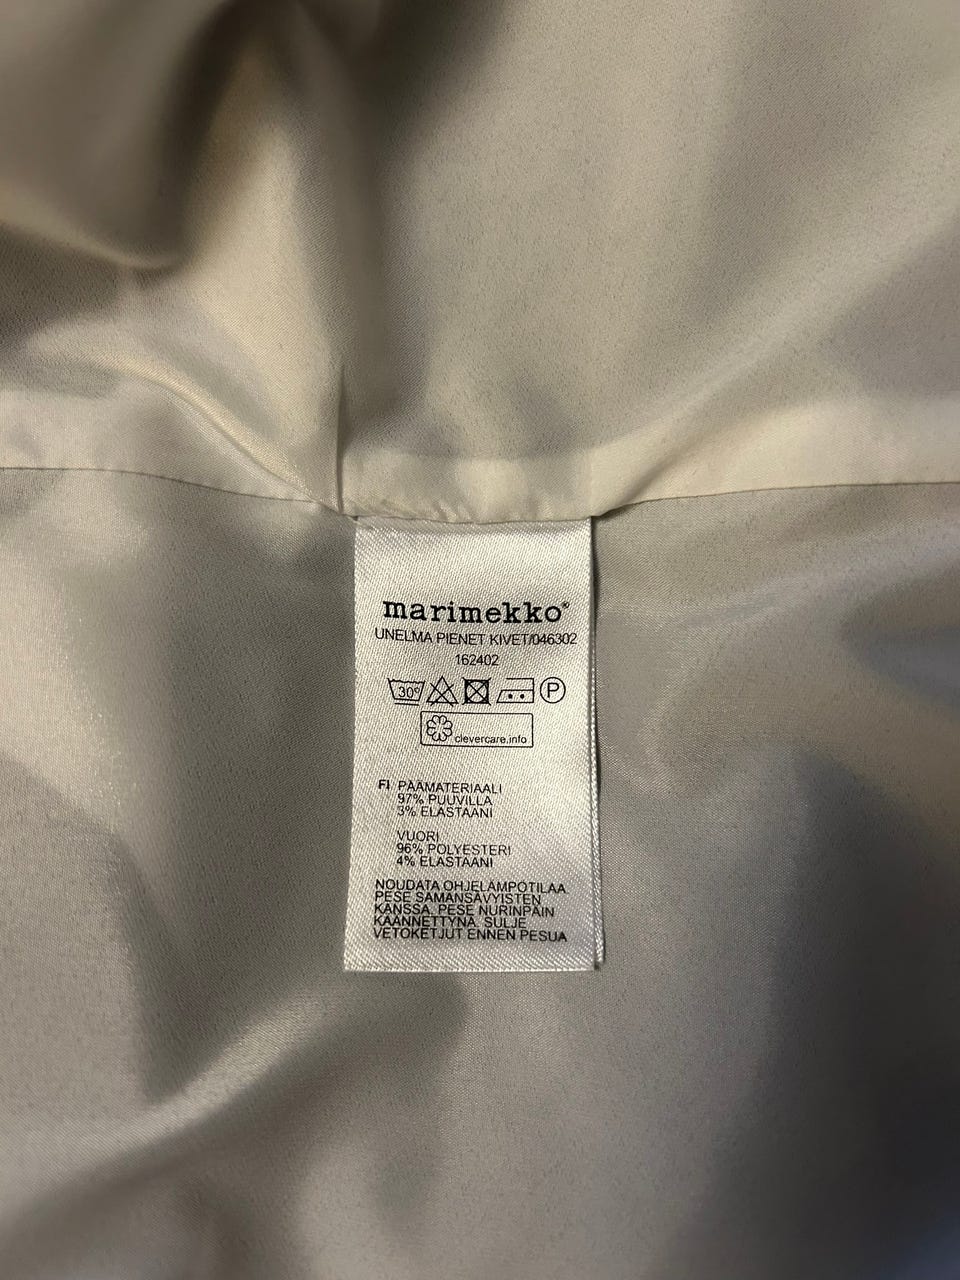 marimekko®
UNELMA PIENET KIVET/046302
162402
30° P
clevercare.info
FI PÄÄMATERIAALI
97% PUUVILLA
3% ELASTAANI
VUORI
96% POLYESTERI
4% ELASTAANI
NOUDATA OHJELÄMPÖTILAA
PESE SAMANSÄVYISTEN
KANSSA. PESE NURINPÄIN
KÄÄNNETTYNÄ. SULJE
VETOKETJUT ENNEN PESUA